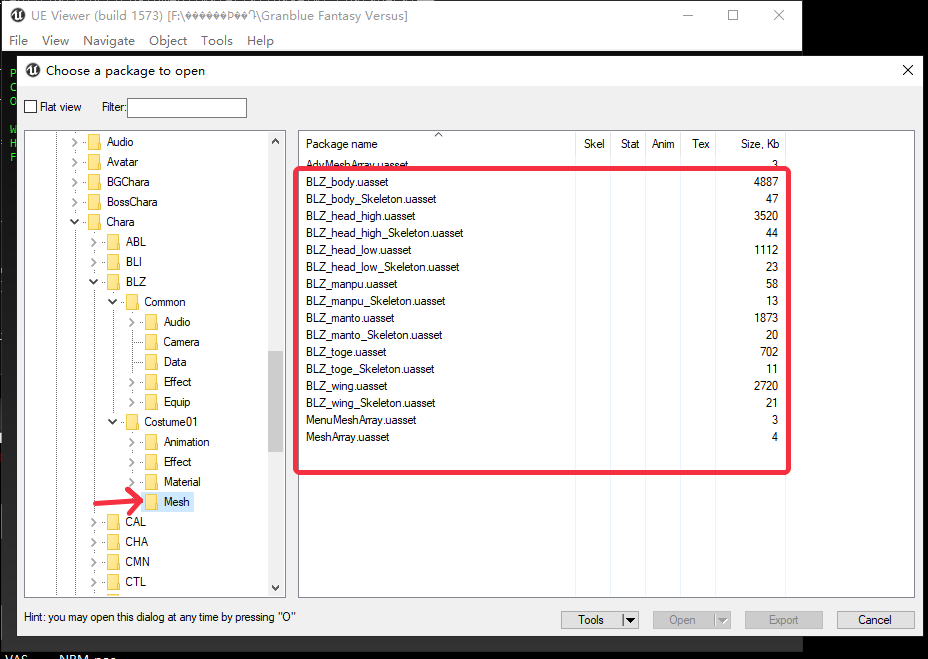 UE Viewer (build 1573) [F:\������Þ��Դ\Granblue Fantasy Versus]
File View Navigate Object Tools Help
Choose a package to open
Flat view Filter:
Audio
Avatar
BGChara
BossChara
Chara
ABL
BLI
BLZ
Common
Audio
Camera
Data
Effect
Equip
Costume01
Animation
Effect
Material
Mesh
CAL
CHA
CMN
CTL
Package name Skel Stat Anim Tex Size, Kb
AdvMeshArray.uasset 3
BLZ_body.uasset 4887
BLZ_body_Skeleton.uasset 47
BLZ_head_high.uasset 3520
BLZ_head_high_Skeleton.uasset 44
BLZ_head_low.uasset 1112
BLZ_head_low_Skeleton.uasset 23
BLZ_manpu.uasset 58
BLZ_manpu_Skeleton.uasset 13
BLZ_manto.uasset 1873
BLZ_manto_Skeleton.uasset 20
BLZ_toge.uasset 702
BLZ_toge_Skeleton.uasset 11
BLZ_wing.uasset 2720
BLZ_wing_Skeleton.uasset 21
MenuMeshArray.uasset 3
MeshArray.uasset 4
Hint: you may open this dialog at any time by pressing "O"
Tools Open Export Cancel